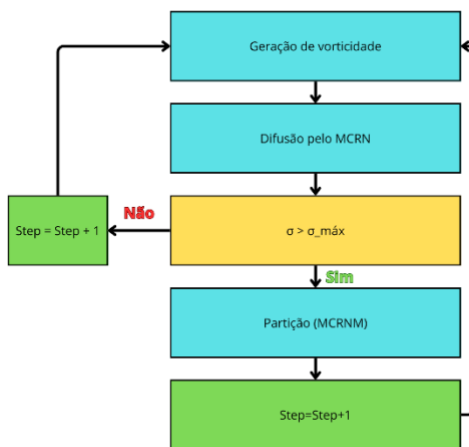 Geração de vorticidade
Difusão pelo MCRN
Não
Step = Step + 1
σ > σ_máx
Sim
Partição (MCRNM)
Step=Step+1